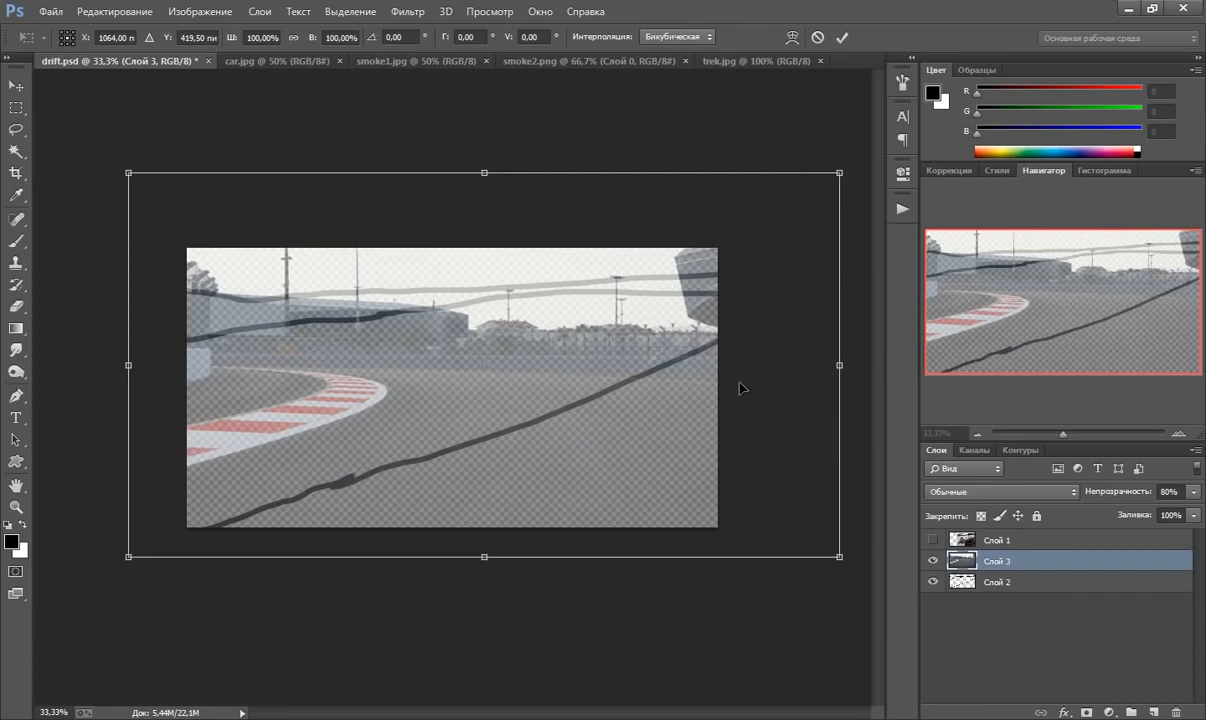 Ps Файл Редактирование Изображение Слои Текст Выделение Фильтр 3D Просмотр Окно Справка
X: 1064,00 п Y: 419,50 пи Ш: 100,00% В: 100,00% 0,00 ° Г: 0,00 ° V: 0,00 ° Интерполяция: Бикубическая Основная рабочая среда
drift.psd @ 33,3% (Слой 3, RGB/8) * × car.jpg @ 50% (RGB/8#) × smoke1.jpg @ 50% (RGB/8#) × smoke2.png @ 66,7% (Слой 0, RGB/8#) × trek.jpg @ 100% (RGB/8) ×
Цвет Образцы
R 0
G 0
B 0
Коррекция Стили Навигатор Гистограмма
33,33%
Слои Каналы Контуры
Вид
Обычные Непрозрачность: 80%
Закрепить: Заливка: 100%
Слой 1
Слой 3
Слой 2
fx
33,33% Док: 5,44M/22,1M